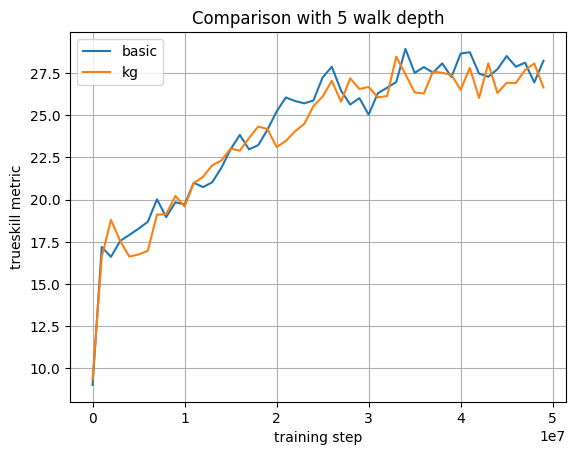 Comparison with 5 walk depth
basic
kg
trueskill metric
27.5
25.0
22.5
20.0
17.5
15.0
12.5
10.0
0
1
2
3
4
5
1e7
training step